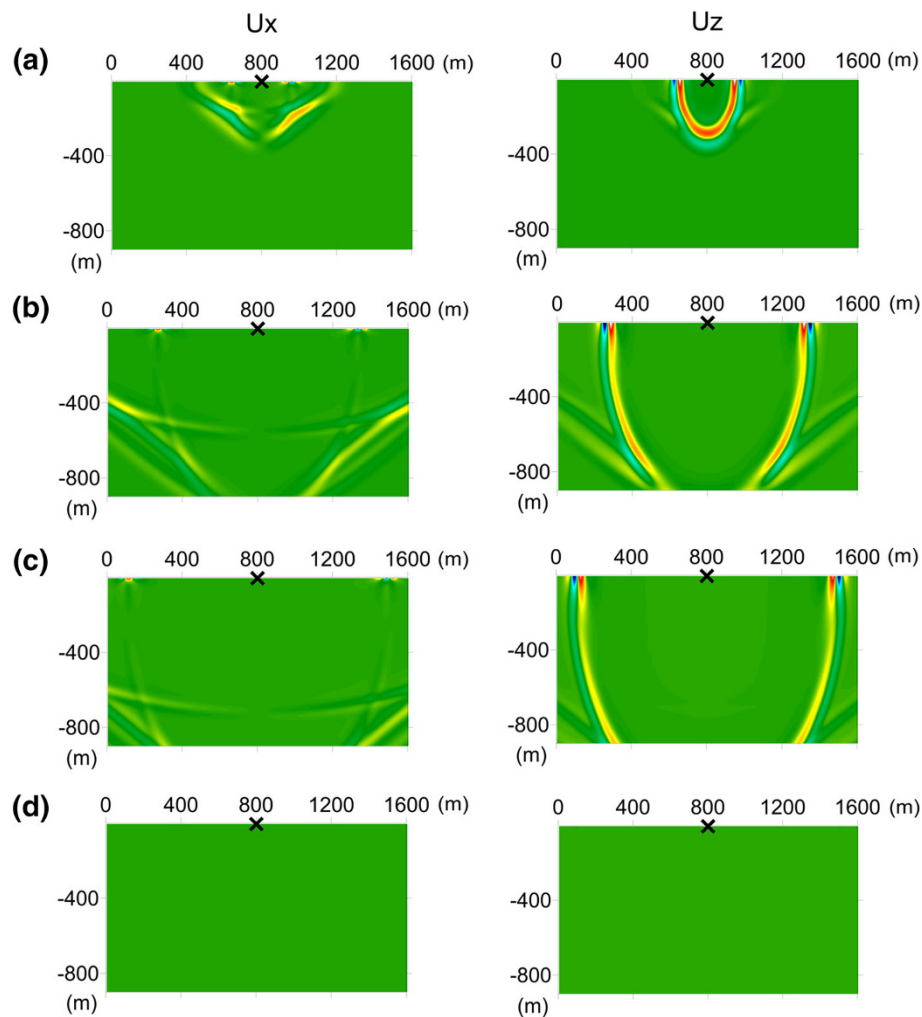 Ux Uz
(a) 0 400 800 1200 1600 (m) 0 400 800 1200 1600 (m)
-400 -400
-800 -800
(m) (m)
(b) 0 400 800 1200 1600 (m) 0 400 800 1200 1600 (m)
-400 -400
-800 -800
(m) (m)
(c) 0 400 800 1200 1600 (m) 0 400 800 1200 1600 (m)
-400 -400
-800 -800
(m) (m)
(d) 0 400 800 1200 1600 (m) 0 400 800 1200 1600 (m)
-400 -400
-800 -800
(m) (m)